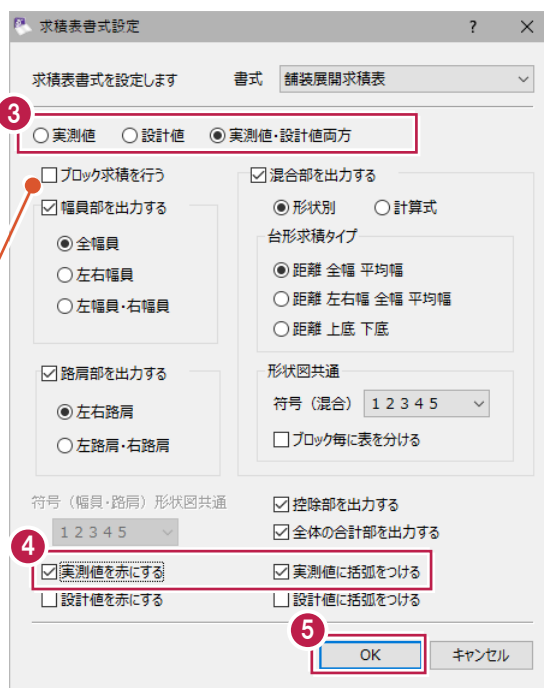 求積表書式設定 ? ×
求積表書式を設定します 書式 舗装展開求積表
3
実測値 設計値 実測値・設計値両方
ブロック求積を行う
幅員部を出力する
全幅員
左右幅員
左幅員・右幅員
路肩部を出力する
左右路肩
左路肩・右路肩
混合部を出力する
形状別 計算式
台形求積タイプ
距離 全幅 平均幅
距離 左右幅 全幅 平均幅
距離 上底 下底
形状図共通
符号（混合） 1 2 3 4 5
ブロック毎に表を分ける
符号（幅員・路肩）形状図共通
1 2 3 4 5
控除部を出力する
全体の合計部を出力する
4
実測値を赤にする 実測値に括弧をつける
設計値を赤にする 設計値に括弧をつける
5
OK キャンセル